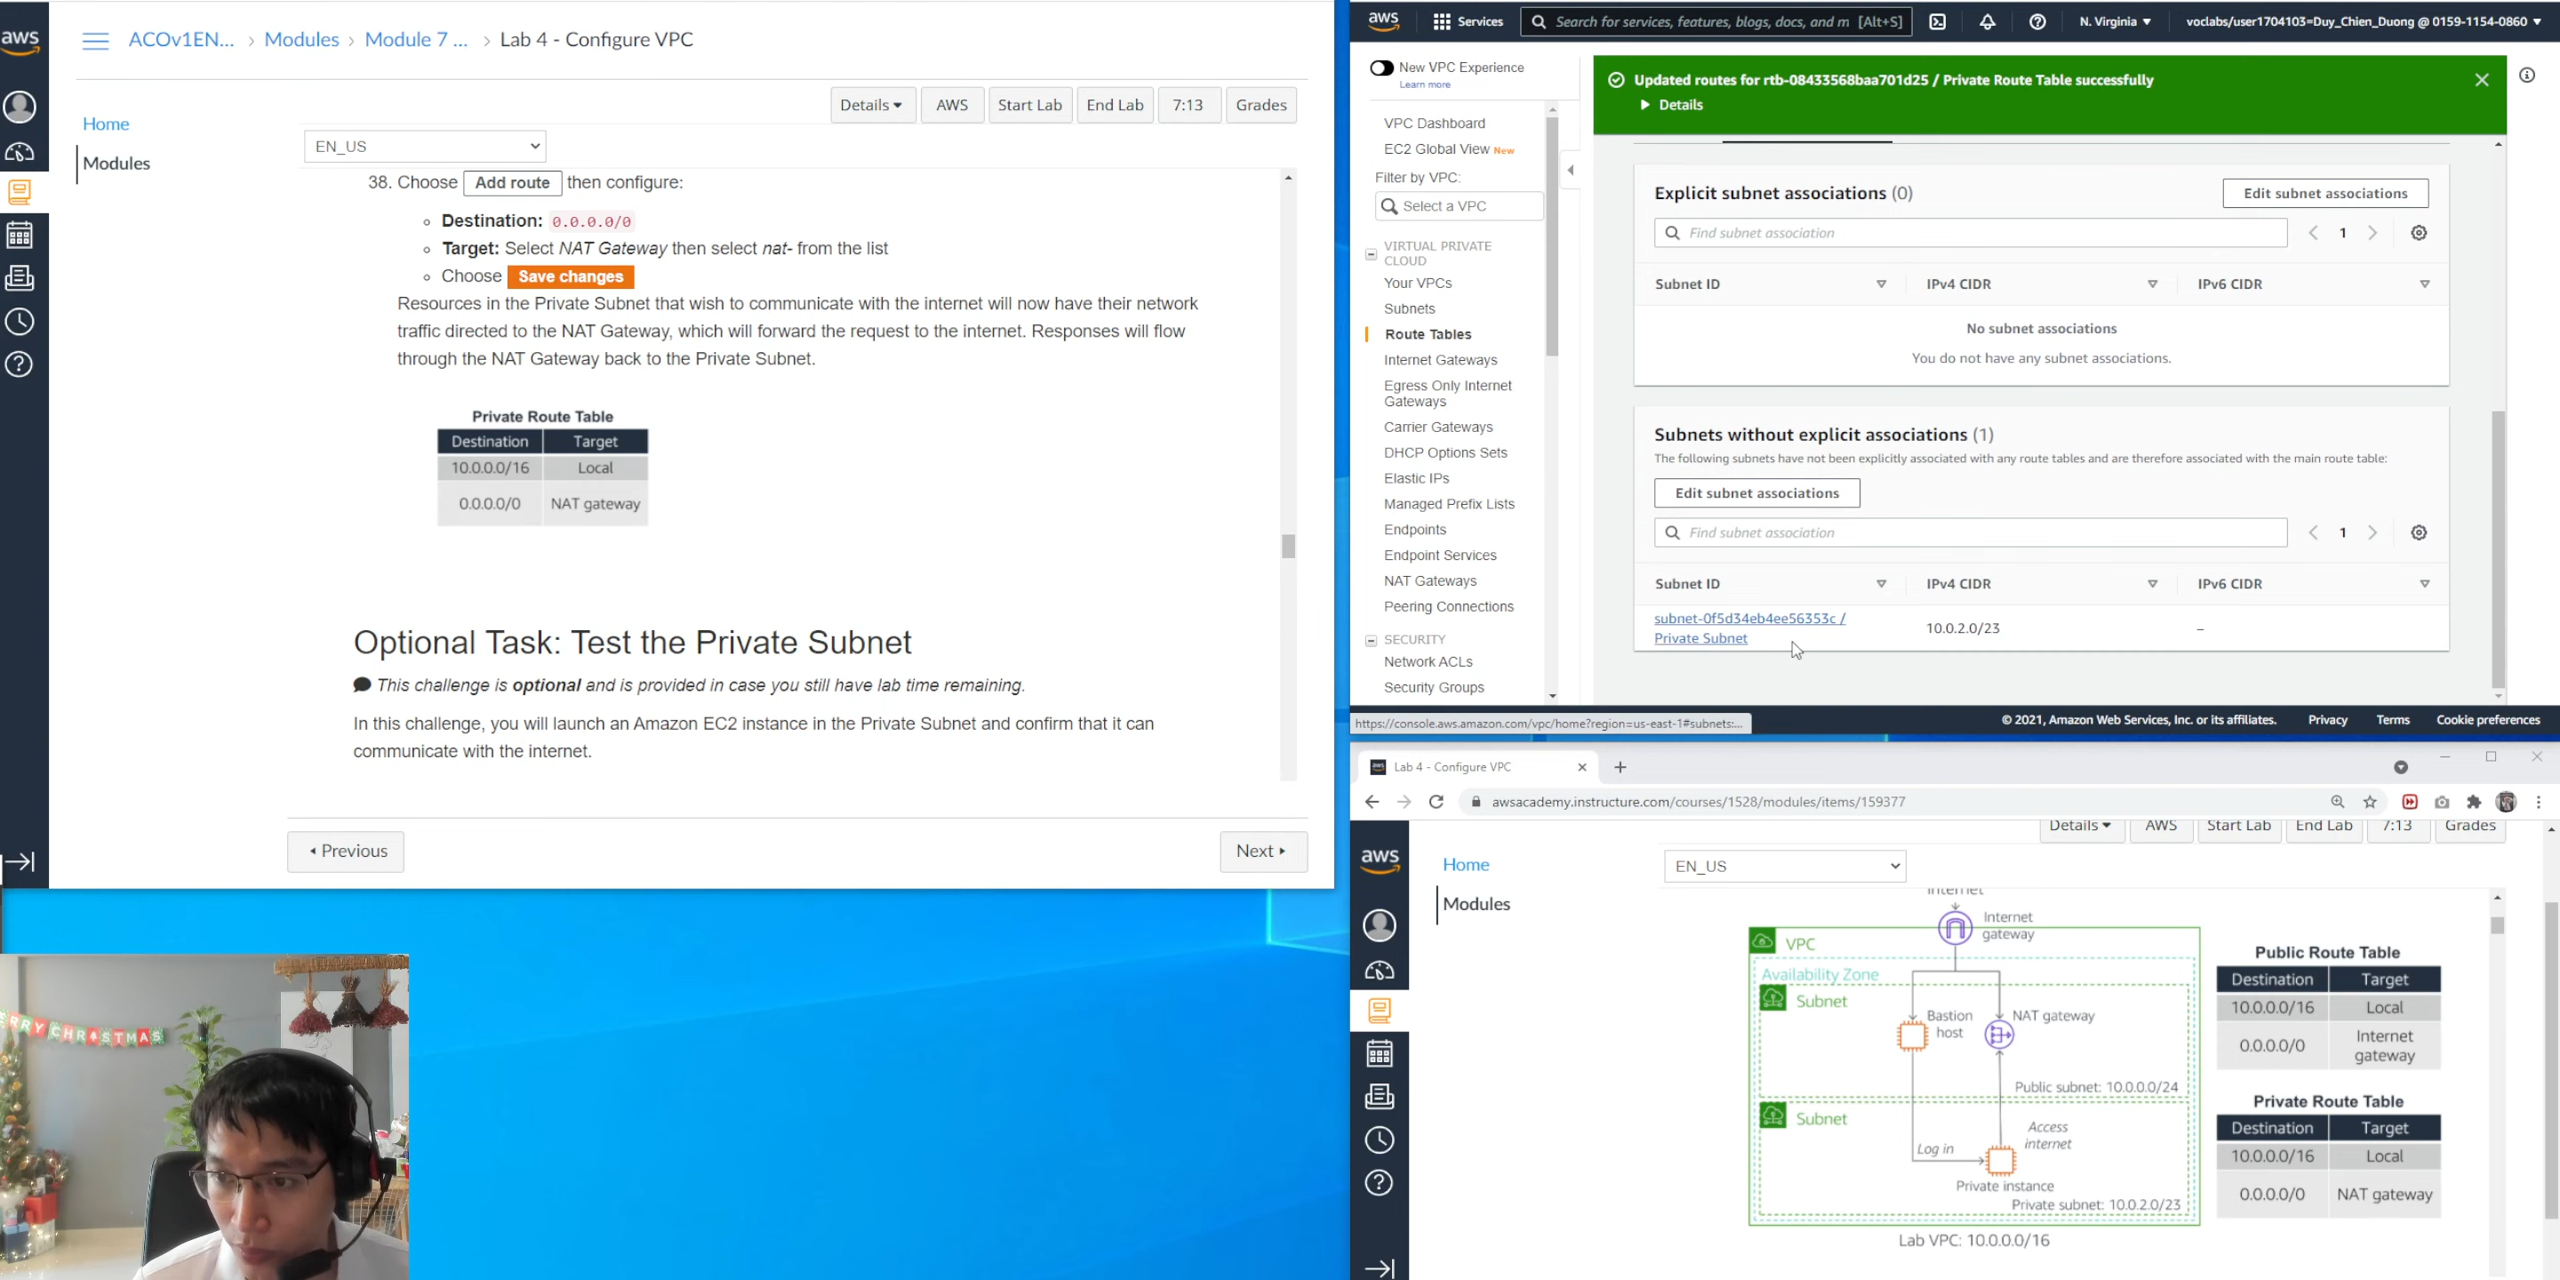 aws
ACOv1EN... › Modules › Module 7 ... › Lab 4 - Configure VPC
Home
Modules
Details AWS Start Lab End Lab 7:13 Grades
EN_US
38. Choose Add route then configure:
Destination: 0.0.0.0/0
Target: Select NAT Gateway then select nat- from the list
Choose Save changes
Resources in the Private Subnet that wish to communicate with the internet will now have their network
traffic directed to the NAT Gateway, which will forward the request to the internet. Responses will flow
through the NAT Gateway back to the Private Subnet.
Private Route Table
Destination Target
10.0.0.0/16 Local
0.0.0.0/0 NAT gateway
Optional Task: Test the Private Subnet
This challenge is optional and is provided in case you still have lab time remaining.
In this challenge, you will launch an Amazon EC2 instance in the Private Subnet and confirm that it can
communicate with the internet.
Previous
Next
ERRY CHRASTMAS
aws Services Search for services, features, blogs, docs, and m [Alt+S] N. Virginia voclabs/user1704103=Duy_Chien_Duong @ 0159-1154-0860
New VPC Experience
Learn more
VPC Dashboard
EC2 Global View New
Filter by VPC:
Select a VPC
VIRTUAL PRIVATE
CLOUD
Your VPCs
Subnets
Route Tables
Internet Gateways
Egress Only Internet
Gateways
Carrier Gateways
DHCP Options Sets
Elastic IPs
Managed Prefix Lists
Endpoints
Endpoint Services
NAT Gateways
Peering Connections
SECURITY
Network ACLs
Security Groups
Updated routes for rtb-08433568baa701d25 / Private Route Table successfully
Details
Explicit subnet associations (0)
Edit subnet associations
Find subnet association
1
Subnet ID IPv4 CIDR IPv6 CIDR
No subnet associations
You do not have any subnet associations.
Subnets without explicit associations (1)
The following subnets have not been explicitly associated with any route tables and are therefore associated with the main route table:
Edit subnet associations
Find subnet association
1
Subnet ID IPv4 CIDR IPv6 CIDR
subnet-0f5d34eb4ee56353c /
Private Subnet
10.0.2.0/23
–
https://console.aws.amazon.com/vpc/home?region=us-east-1#subnets:...
© 2021, Amazon Web Services, Inc. or its affiliates. Privacy Terms Cookie preferences
Lab 4 - Configure VPC
awsacademy.instructure.com/courses/1528/modules/items/159377
aws
Home
Modules
Details AWS Start Lab End Lab 7:13 Grades
EN_US
Internet
Internet
gateway
VPC
Availability Zone
Subnet
Bastion
host
NAT gateway
Public subnet: 10.0.0.0/24
Subnet
Access
internet
Log in
Private instance
Private subnet: 10.0.2.0/23
Lab VPC: 10.0.0.0/16
Public Route Table
Destination Target
10.0.0.0/16 Local
0.0.0.0/0 Internet
gateway
Private Route Table
Destination Target
10.0.0.0/16 Local
0.0.0.0/0 NAT gateway